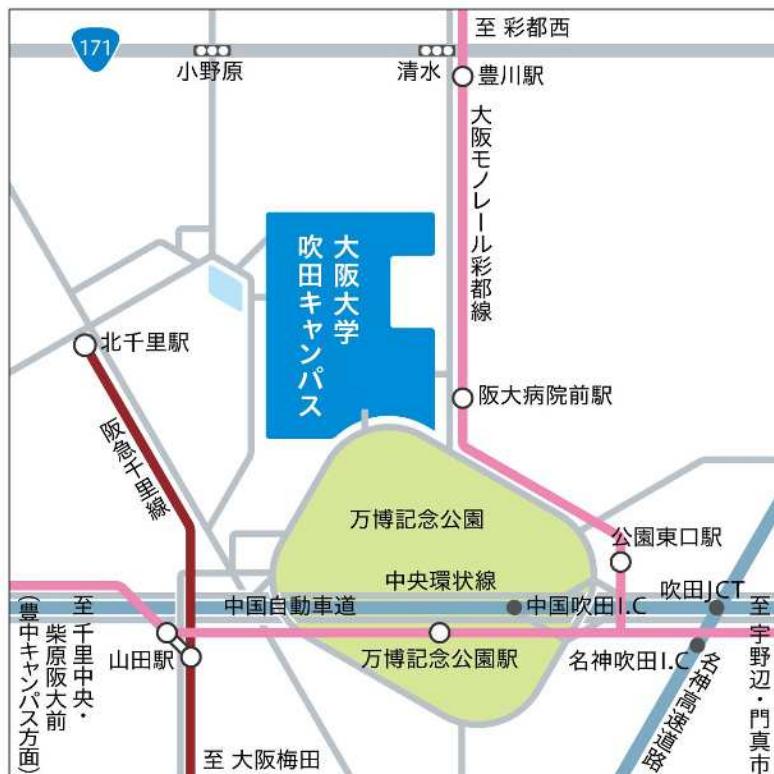 至 彩都西
171
小野原
清水
豊川駅
大阪モノレール彩都線
大阪大学
吹田キャンパス
北千里駅
阪大病院前駅
阪急千里線
万博記念公園
公園東口駅
中央環状線
吹田JCT
中国自動車道
中国吹田I.C
至 千里中央・
柴原阪大前
(豊中キャンパス方面)
山田駅
万博記念公園駅
名神吹田I.C
至 宇野辺・門真市
名神高速道路
至 大阪梅田